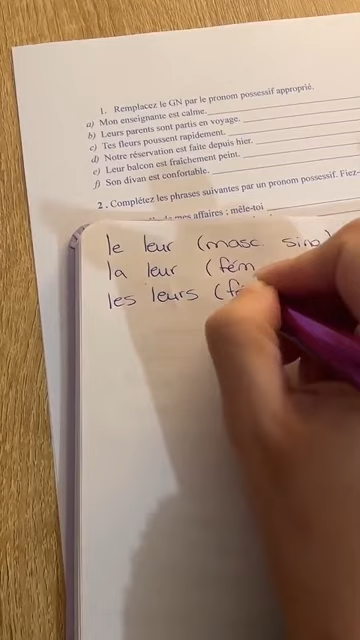 1. Remplacez le GN par le pronom possessif approprié.
a) Mon enseignante est calme.
b) Leurs parents sont partis en voyage.
c) Tes fleurs poussent rapidement.
d) Notre réservation est faite depuis hier.
e) Leur balcon est fraîchement peint.
f) Son divan est confortable.
2. Complétez les phrases suivantes par un pronom possessif. Fiez-
mes affaires ; mêle-toi
le leur (masc. sing)
la leur (fém
les leurs (f